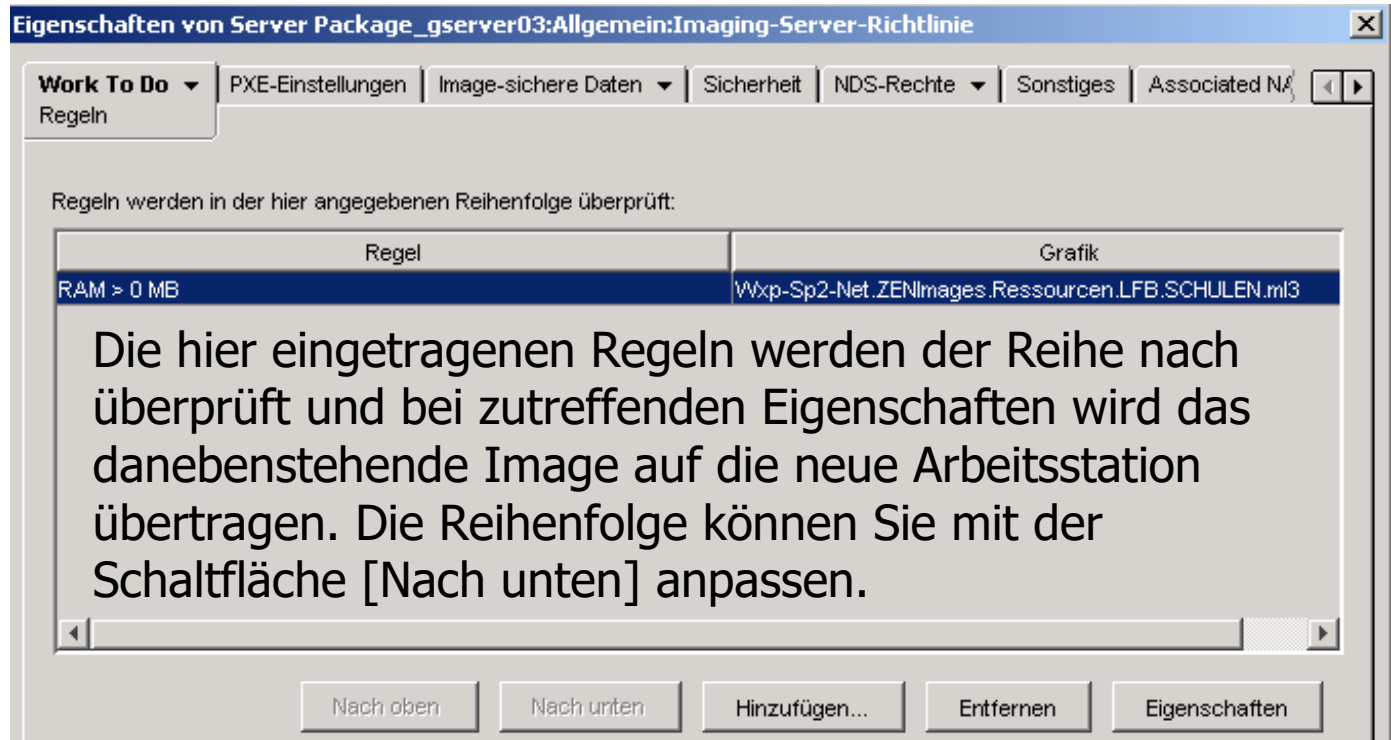 Eigenschaften von Server Package_gserver03:Allgemein:Imaging-Server-Richtlinie
Work To Do PXE-Einstellungen Image-sichere Daten Sicherheit NDS-Rechte Sonstiges Associated
Regeln
Regeln werden in der hier angegebenen Reihenfolge überprüft:
Regel Grafik
RAM > 0 MB Wxp-Sp2-Net.ZENImages.Ressourcen.LFB.SCHULEN.ml3
Die hier eingetragenen Regeln werden der Reihe nach
überprüft und bei zutreffenden Eigenschaften wird das
danebenstehende Image auf die neue Arbeitsstation
übertragen. Die Reihenfolge können Sie mit der
Schaltfläche [Nach unten] anpassen.
Nach oben Nach unten Hinzufügen... Entfernen Eigenschaften